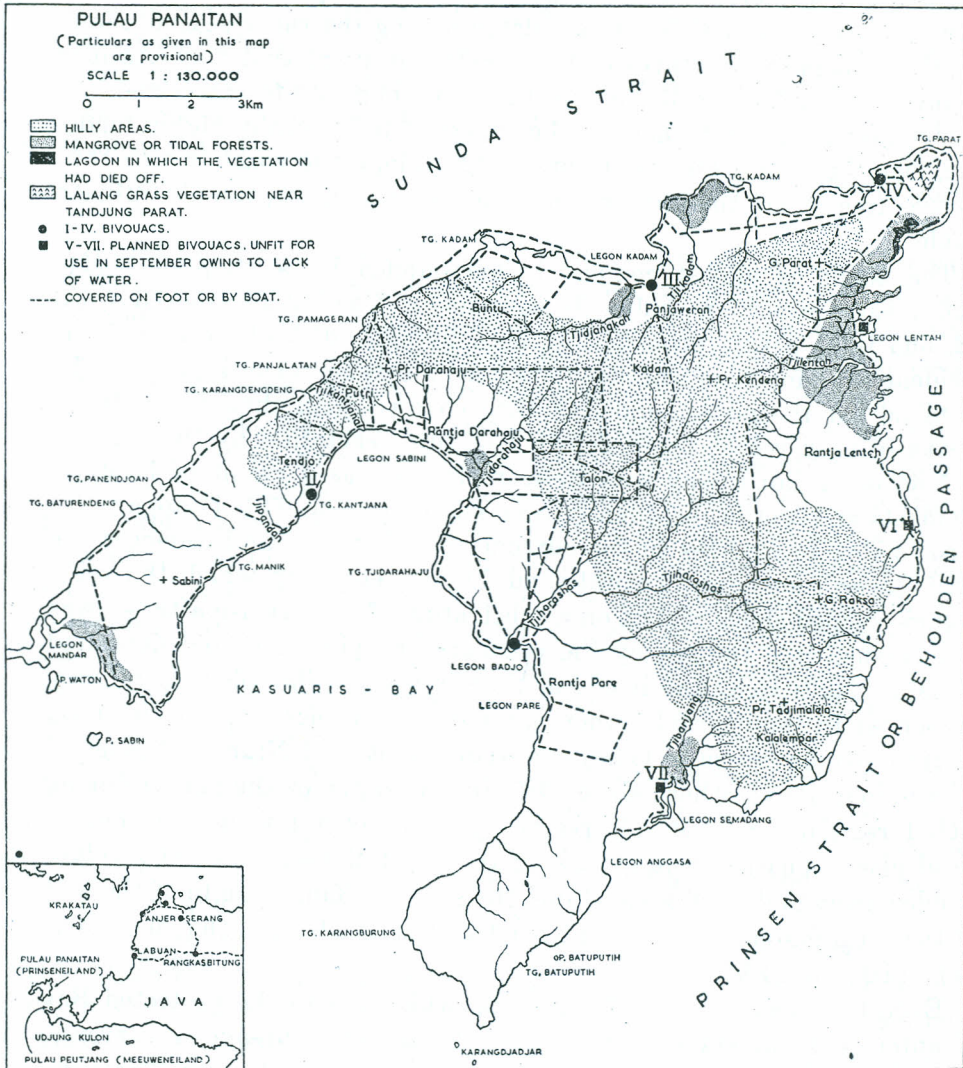 PULAU PANAITAN
(Particulars as given in this map
are provisional)
SCALE 1 : 130.000
0 1 2 3Km
HILLY AREAS.
MANGROVE OR TIDAL FORESTS.
LAGOON IN WHICH THE VEGETATION
HAD DIED OFF.
LALANG GRASS VEGETATION NEAR
TANDJUNG PARAT.
I-IV. BIVOUACS.
V-VII. PLANNED BIVOUACS. UNFIT FOR
USE IN SEPTEMBER OWING TO LACK
OF WATER.
COVERED ON FOOT OR BY BOAT.
SUNDA STRAIT
TG. PARAT
IV
TG. KADAM
TG. KADAM
LEGON KADAM
III
Tjikadam
G. Parat
Buntu
Tjidjangkah
Panjaweran
V
LEGON LENTAH
TG. PAMAGERAN
TG. PANJALATAN
Pr. Darahaju
Kadam
Pr. Kendeng
Tjilentah
TG. KARANGDENGDENG
Tjikantjana
Putri
Rantja Darahaju
Rantja Lentah
Tendjo
LEGON SABINI
Tjidarahaju
Talon
TG. PANENDJOAN
II
TG. KANTJANA
TG. BATURENDENG
Tjipandoj
VI
TG. MANIK
TG. TJIDARAHAJU
Sabini
Tjiharashas
Tjiharashas
G. Raksa
LEGON MANDAR
P. WATON
I
LEGON BADJO
Rantja Pare
KASUARIS - BAY
LEGON PARE
P. SABIN
Pr. Tadjimalela
Kalalempar
Tjibarijang
VII
LEGON SEMADANG
LEGON ANGGASA
PRINSEN STRAIT OR BEHOUDEN PASSAGE
TG. KARANGBURUNG
P. BATUPUTIH
TG. BATUPUTIH
KARANGDJADJAR
KRAKATAU
ANJER
SERANG
LABUAN
RANGKASBITUNG
PULAU PANAITAN
(PRINSENEILAND)
JAVA
UDJUNG KULON
PULAU PEUTJANG (MEEUWENEILAND)